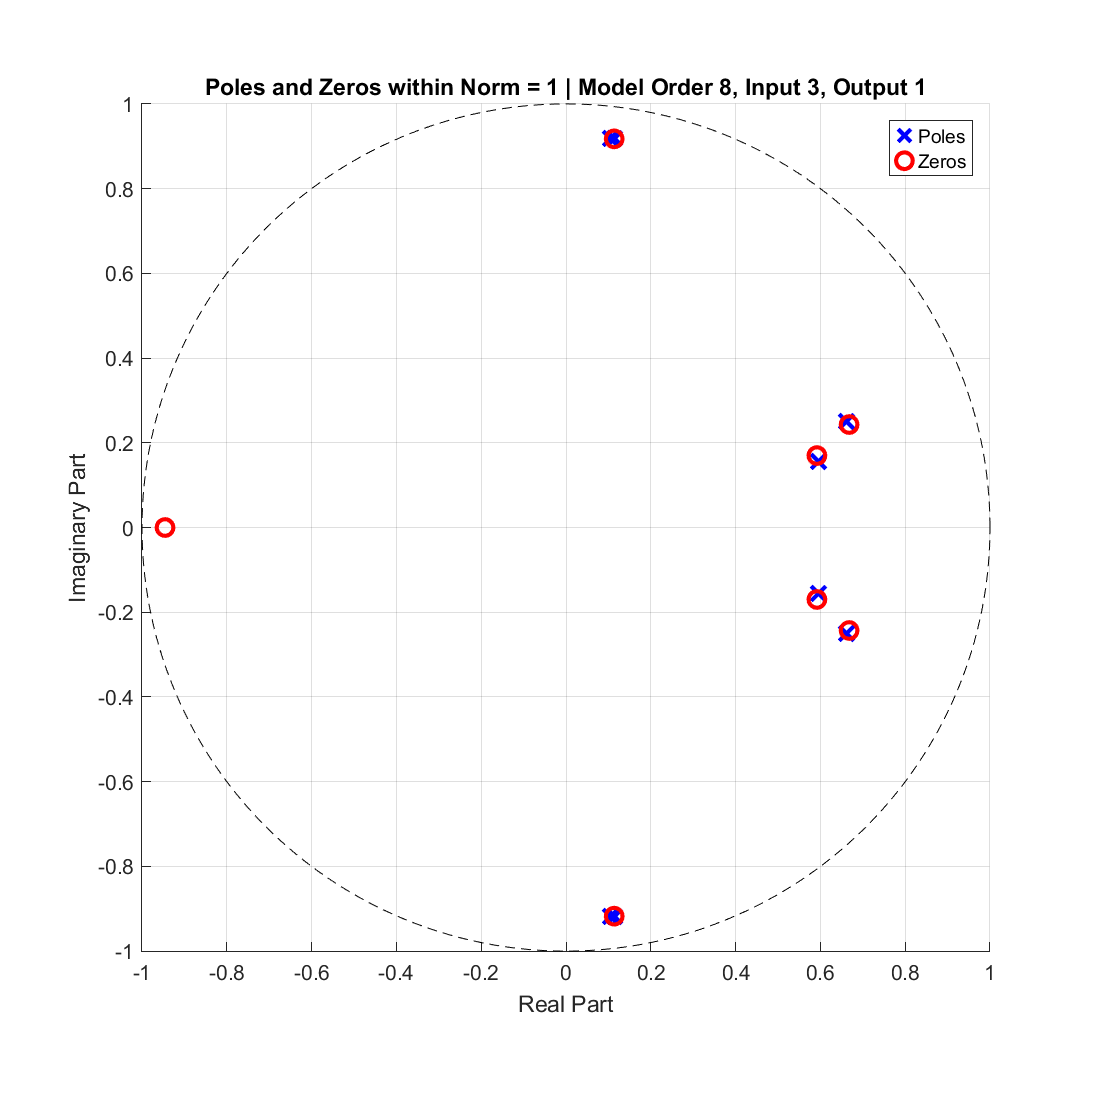 Poles and Zeros within Norm = 1 | Model Order 8, Input 3, Output 1
Poles
Zeros
1
0.8
0.6
0.4
0.2
0
-0.2
-0.4
-0.6
-0.8
-1
Imaginary Part
-1 -0.8 -0.6 -0.4 -0.2 0 0.2 0.4 0.6 0.8 1
Real Part